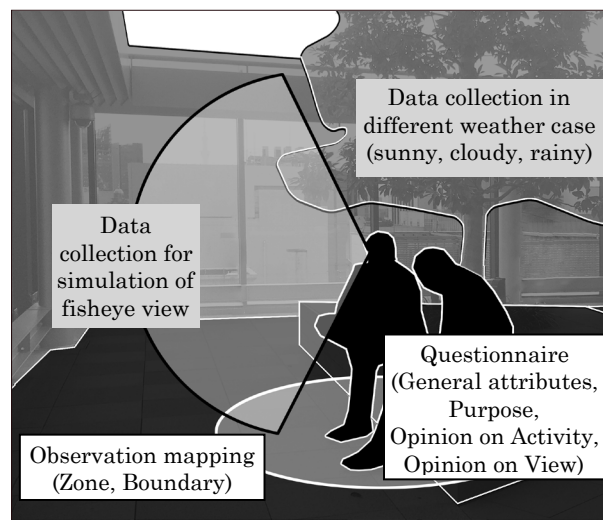 Data collection in
different weather case
(sunny, cloudy, rainy)
Data
collection for
simulation of
fisheye view
Questionnaire
(General attributes,
Purpose,
Opinion on Activity,
Opinion on View)
Observation mapping
(Zone, Boundary)